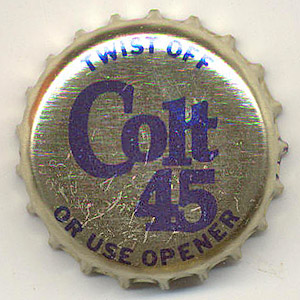 TWIST OFF
Colt
45
OR USE OPENER